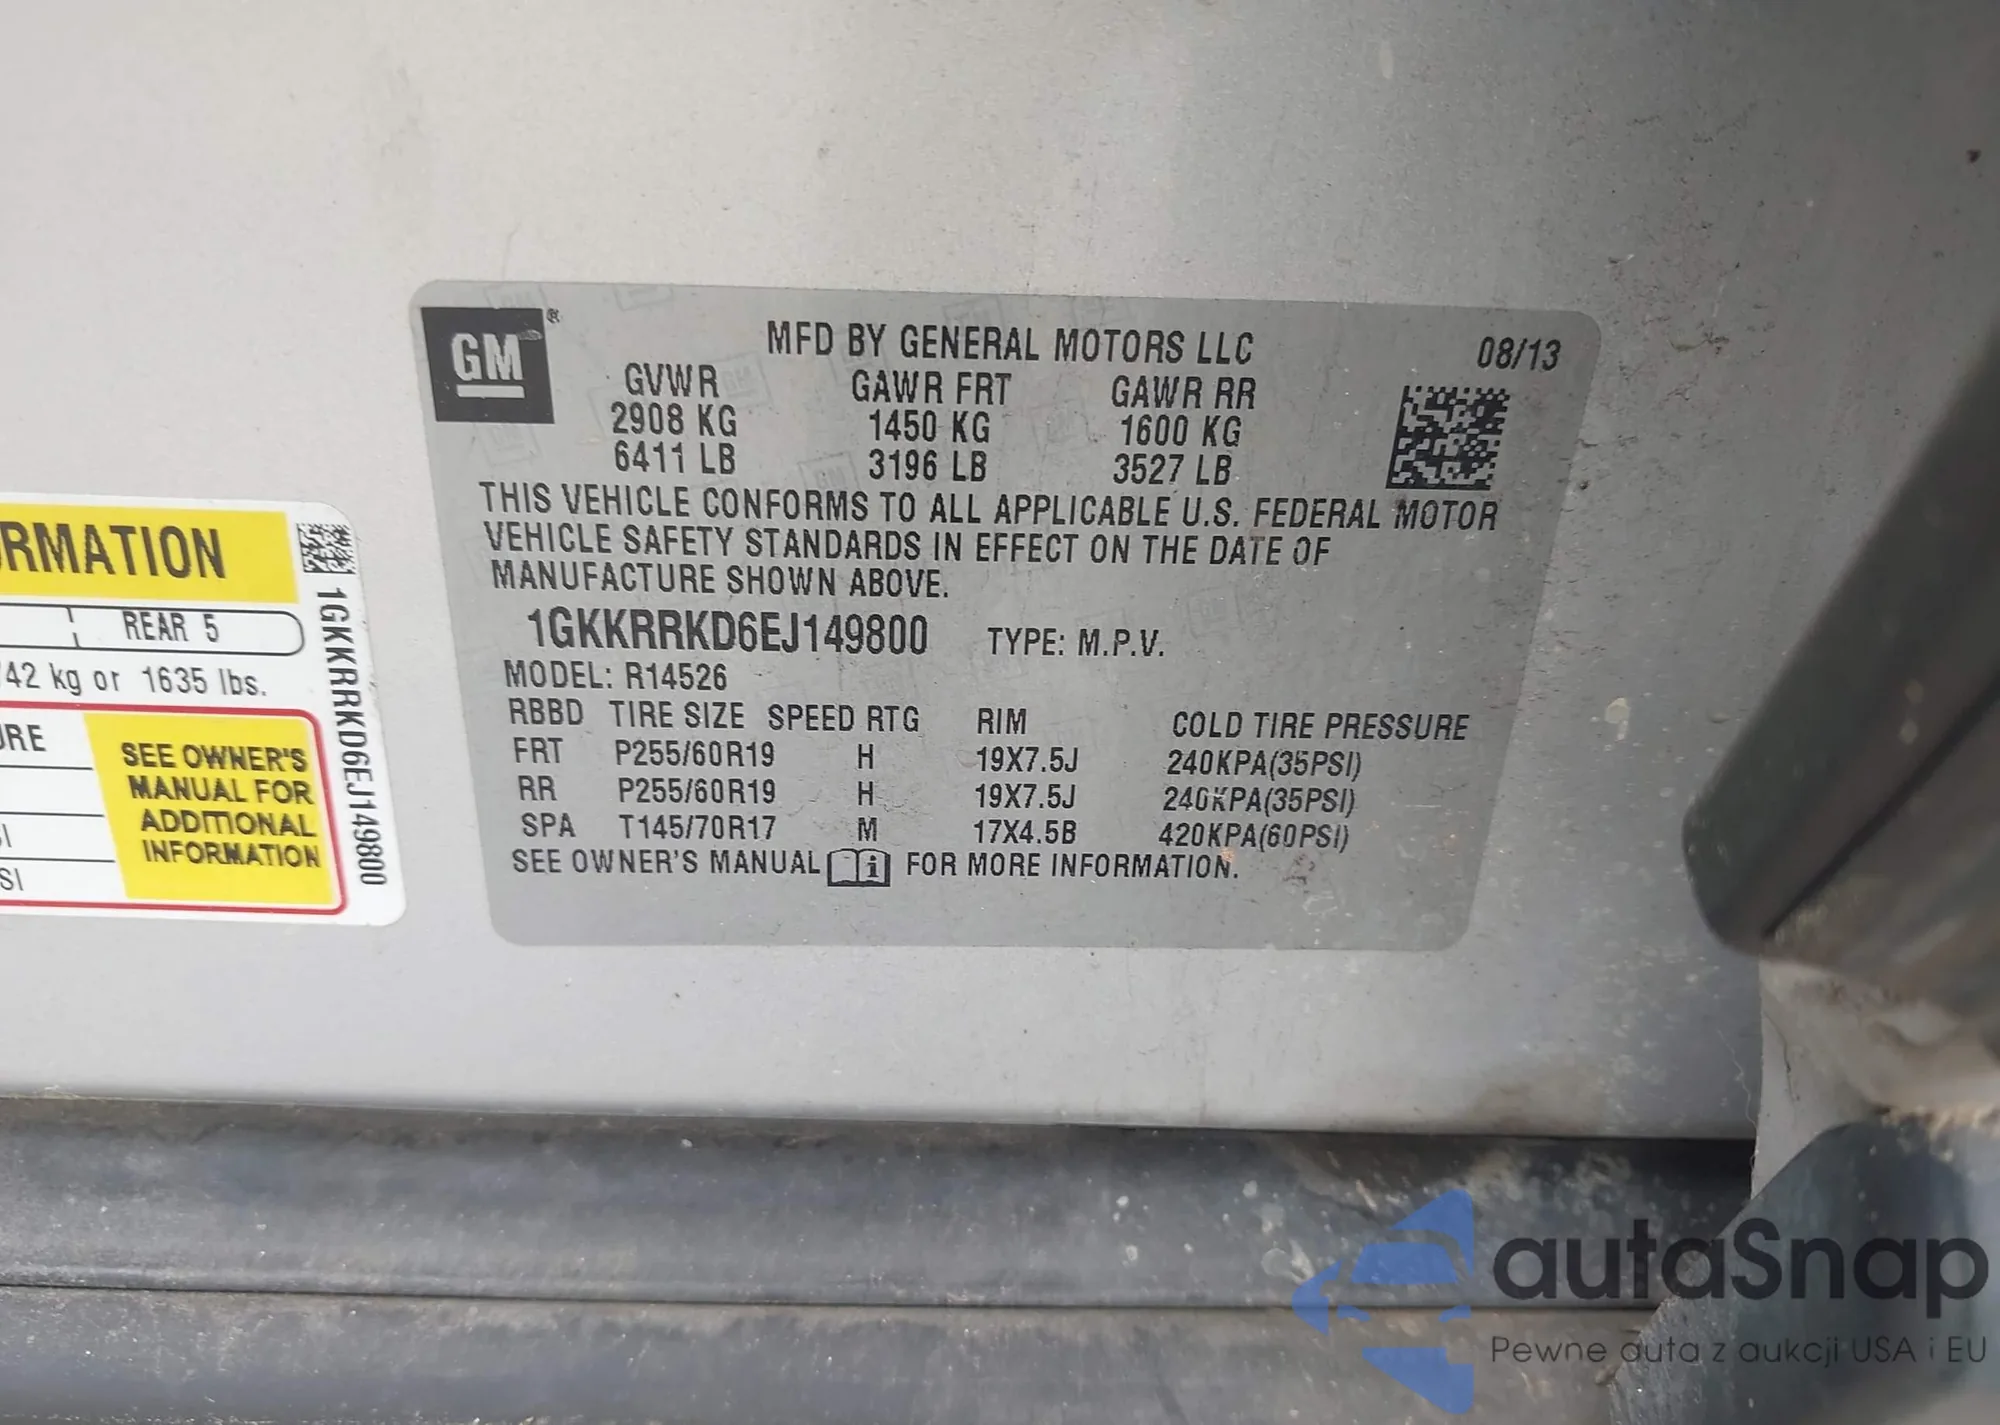 GM ®
MFD BY GENERAL MOTORS LLC 08/13
GVWR GAWR FRT GAWR RR
2908 KG 1450 KG 1600 KG
6411 LB 3196 LB 3527 LB
THIS VEHICLE CONFORMS TO ALL APPLICABLE U.S. FEDERAL MOTOR
VEHICLE SAFETY STANDARDS IN EFFECT ON THE DATE OF
MANUFACTURE SHOWN ABOVE.
1GKKRRKD6EJ149800 TYPE: M.P.V.
MODEL: R14526
RBBD TIRE SIZE SPEED RTG RIM COLD TIRE PRESSURE
FRT P255/60R19 H 19X7.5J 240KPA(35PSI)
RR P255/60R19 H 19X7.5J 240KPA(35PSI)
SPA T145/70R17 M 17X4.5B 420KPA(60PSI)
SEE OWNER'S MANUAL i FOR MORE INFORMATION.
RMATION
REAR 5
42 kg or 1635 lbs.
URE
SEE OWNER'S
MANUAL FOR
ADDITIONAL
INFORMATION
SI
1GKKRRKD6EJ149800
autaSnap
Pewne auta z aukcji USA i EU